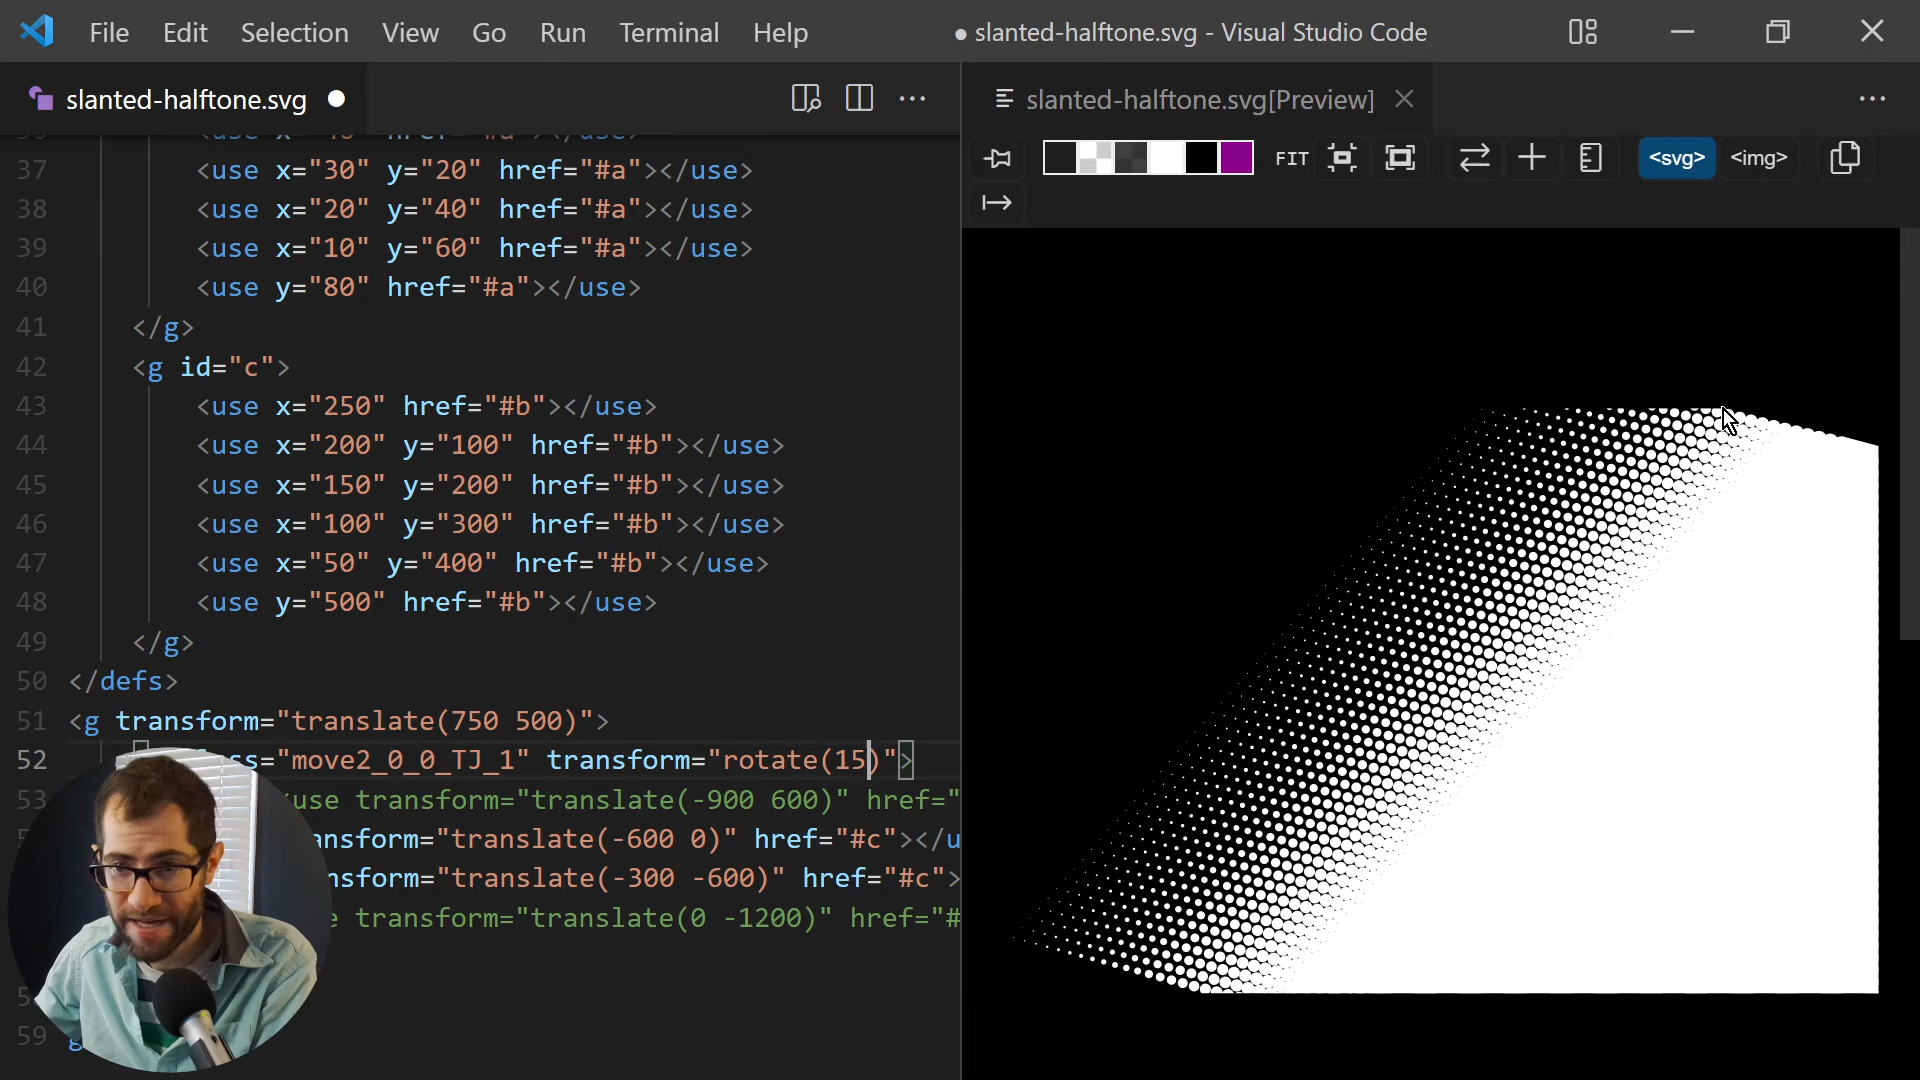 File Edit Selection View Go Run Terminal Help
● slanted-halftone.svg - Visual Studio Code
slanted-halftone.svg
slanted-halftone.svg[Preview]
FIT
<svg>
<img>
37 <use x="30" y="20" href="#a"></use>
38 <use x="20" y="40" href="#a"></use>
39 <use x="10" y="60" href="#a"></use>
40 <use y="80" href="#a"></use>
41 </g>
42 <g id="c">
43 <use x="250" href="#b"></use>
44 <use x="200" y="100" href="#b"></use>
45 <use x="150" y="200" href="#b"></use>
46 <use x="100" y="300" href="#b"></use>
47 <use x="50" y="400" href="#b"></use>
48 <use y="500" href="#b"></use>
49 </g>
50 </defs>
51 <g transform="translate(750 500)">
52 ="move2_0_0_TJ_1" transform="rotate(15)">
53 use transform="translate(-900 600)" href="
="translate(-600 0)" href="#c"></u
="translate(-300 -600)" href="#c">
transform="translate(0 -1200)" href="#
59